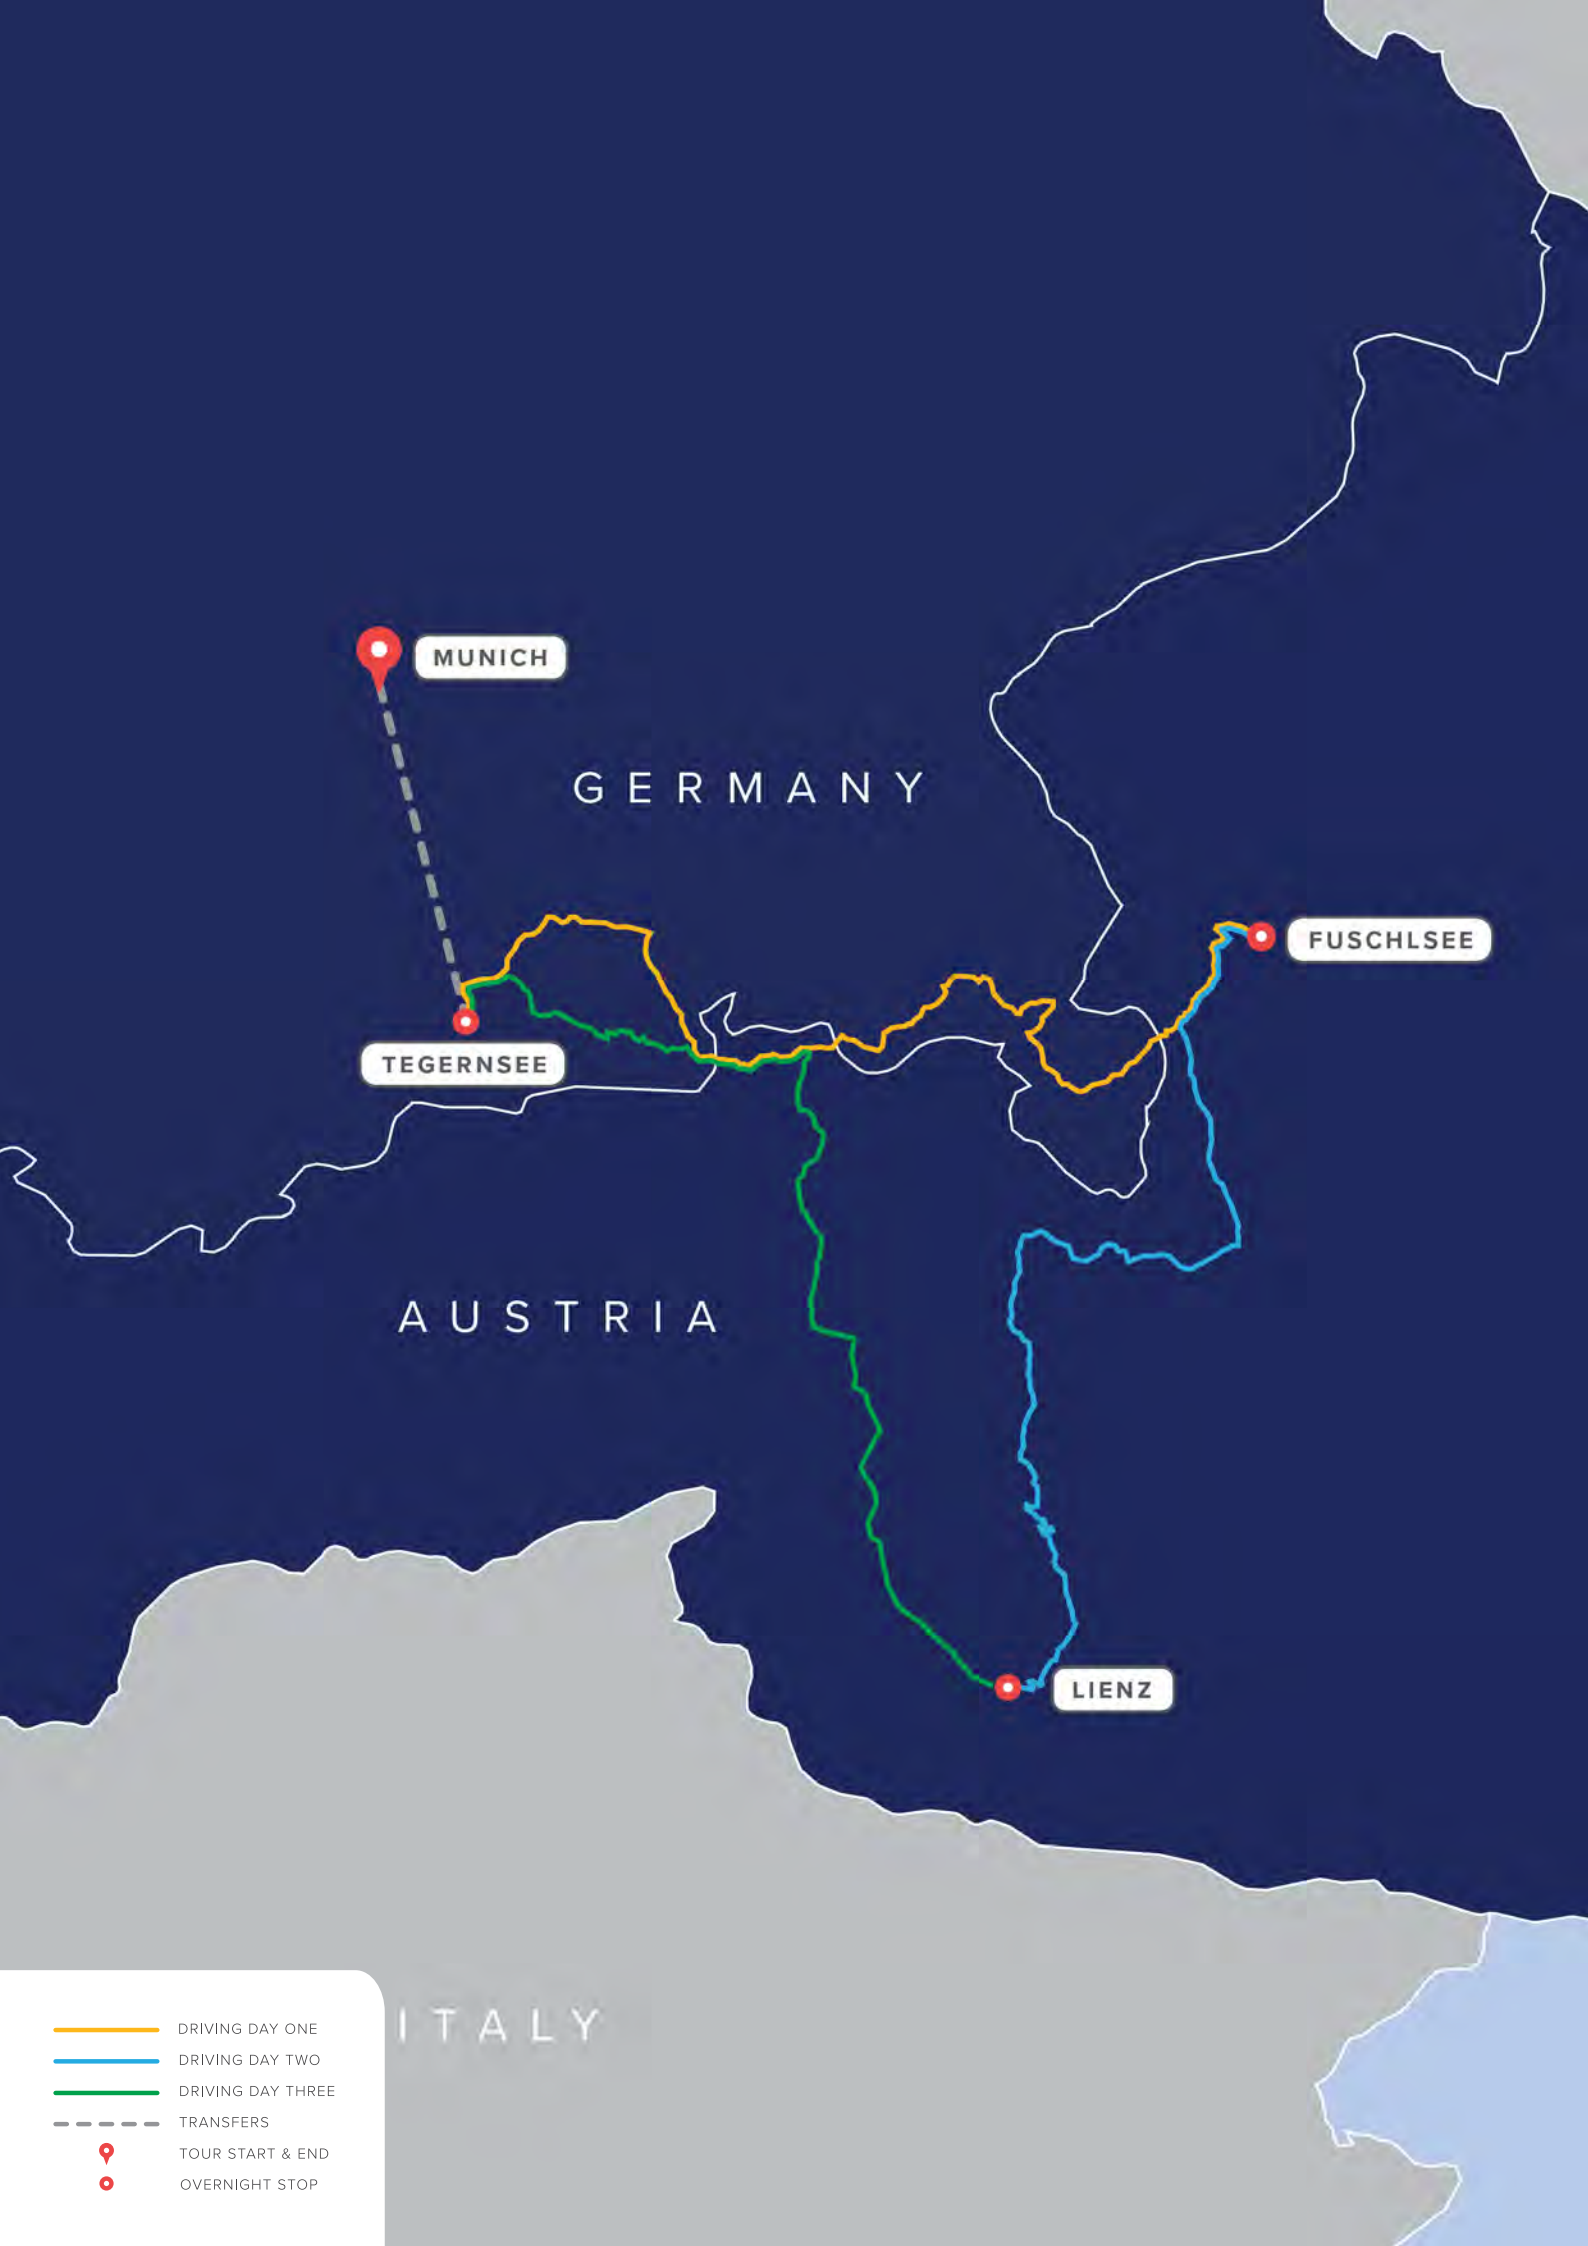 MUNICH
GERMANY
FUSCHLSEE
TEGERNSEE
AUSTRIA
LIENZ
ITALY
DRIVING DAY ONE
DRIVING DAY TWO
DRIVING DAY THREE
TRANSFERS
TOUR START & END
OVERNIGHT STOP